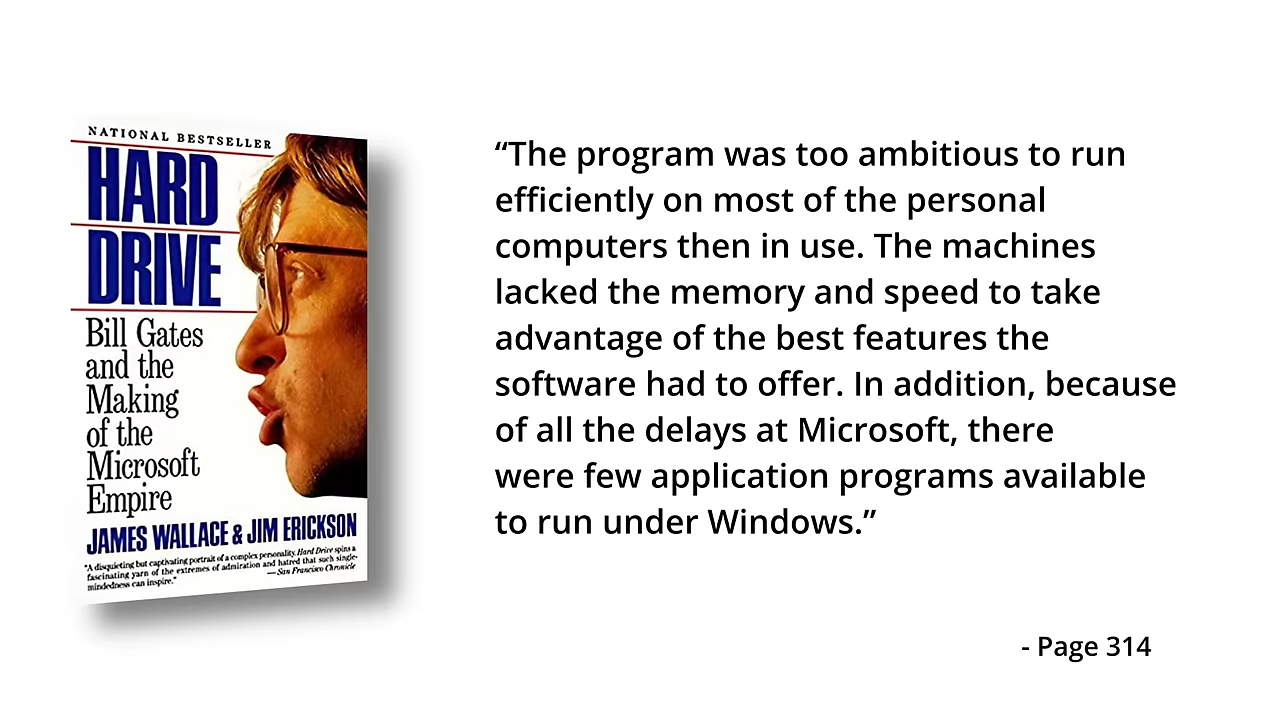 NATIONAL BESTSELLER
HARD
DRIVE
Bill Gates
and the
Making
of the
Microsoft
Empire
JAMES WALLACE & JIM ERICKSON
"A disquieting but captivating portrait of a complex personality. Hard Drive spins a
fascinating yarn of the extremes of admiration and hatred that such single-
mindedness can inspire."
— San Francisco Chronicle
“The program was too ambitious to run
efficiently on most of the personal
computers then in use. The machines
lacked the memory and speed to take
advantage of the best features the
software had to offer. In addition, because
of all the delays at Microsoft, there
were few application programs available
to run under Windows.”
- Page 314